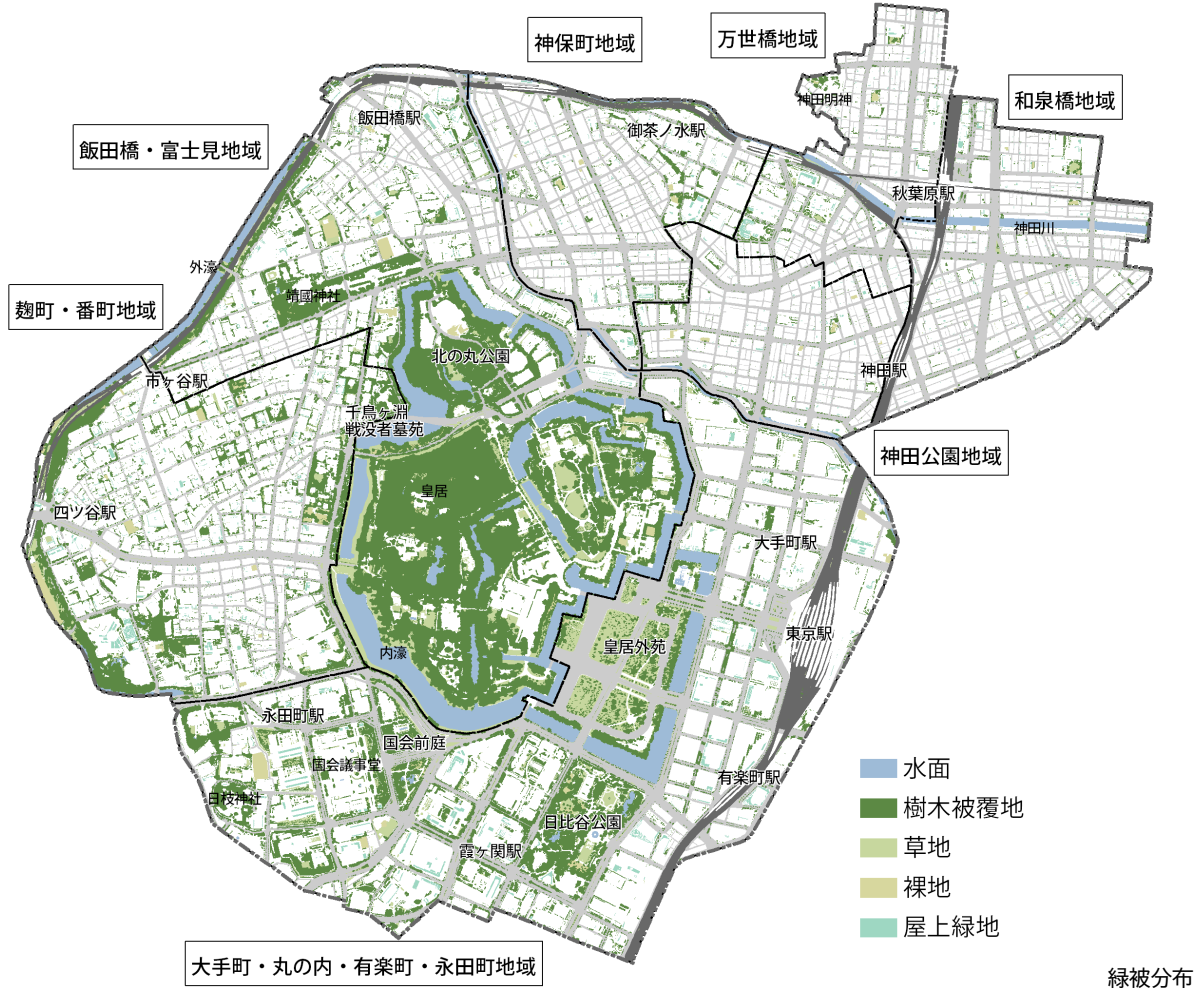 神保町地域
万世橋地域
和泉橋地域
神田明神
飯田橋駅
御茶ノ水駅
飯田橋・富士見地域
秋葉原駅
神田川
外濠
靖國神社
麹町・番町地域
北の丸公園
神田駅
市ヶ谷駅
千鳥ヶ淵
戦没者墓苑
神田公園地域
皇居
四ツ谷駅
大手町駅
東京駅
皇居外苑
内濠
永田町駅
国会前庭
国会議事堂
有楽町駅
日枝神社
日比谷公園
霞ヶ関駅
水面
樹木被覆地
草地
裸地
屋上緑地
大手町・丸の内・有楽町・永田町地域
緑被分布